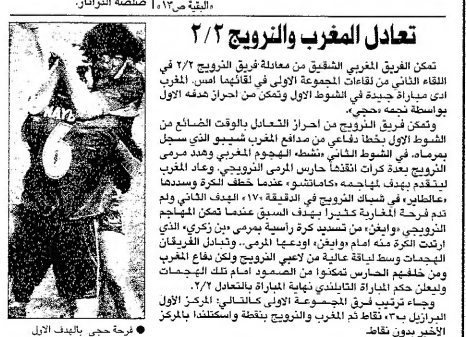 «البقية ص١٣»
تعادل المغرب والنرويج ٢/٢
تمكن الفريق المغربي الشقيق من معادلة فريق النرويج ٢/٢ في
اللقاء الثاني من لقاءات المجموعة الاولى في لقائهما امس. المغرب
ادى مباراة جيدة في الشوط الاول وتمكن من احراز هدفه الاول
بواسطة نجمه «حجي».
وتمكن فريق النرويج من احراز التعادل بالوقت الضائع من
الشوط الاول بخطأ دفاعي من مدافع المغرب شيبو الذي سجل
بمرماه. في الشوط الثاني «نشط» الهجوم المغربي وهدد مرمى
النرويج بعدة كرات انقذها حارس المرمى النرويجي. وعاد المغرب
ليتقدم بهدف لمهاجمه «كاماتشو» عندما خطف الكرة وسددها
«عالطاير» في شباك النرويج في الدقيقة «١٧» الهدف الثاني ولم
تدم فرحة المغاربة كثيراً بهدف السبق عندما تمكن المهاجم
النرويجي «وايغن» من تسديد كرة رأسية بمرمى «بن زكري» الذي
ارتدت الكرة منه امام «وايغن» اودعها المرمى.. وتبادل الفريقان
الهجمات وسط لياقة عالية من لاعبي النرويج ولكن دفاع المغرب
ومن خلفهم الحارس تمكنوا من الصمود امام تلك الهجمات
وليعلن حكم المباراة التايلندي نهاية المباراة بالتعادل ٢/٢.
وجاء ترتيب فرق المجموعة الاولى كالتالي: المركز الأول
البرازيل بـ«٣» نقاط ثم المغرب والنرويج بنقطة واسكتلندا بالمركز
الأخير بدون نقاط.
● فرحة حجي بالهدف الاول